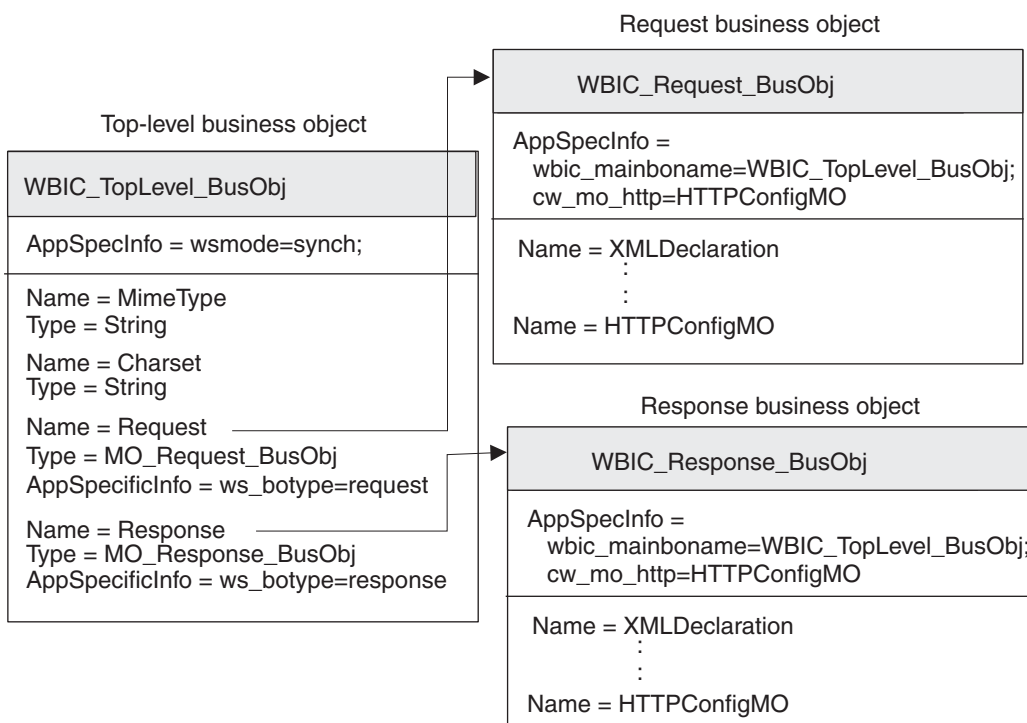 Top-level business object
WBIC_TopLevel_BusObj
AppSpecInfo = wsmode=synch;
Name = MimeType
Type = String
Name = Charset
Type = String
Name = Request
Type = MO_Request_BusObj
AppSpecificInfo = ws_botype=request
Name = Response
Type = MO_Response_BusObj
AppSpecificInfo = ws_botype=response
Request business object
WBIC_Request_BusObj
AppSpecInfo =
wbic_mainboname=WBIC_TopLevel_BusObj;
cw_mo_http=HTTPConfigMO
Name = XMLDeclaration
:
:
Name = HTTPConfigMO
Response business object
WBIC_Response_BusObj
AppSpecInfo =
wbic_mainboname=WBIC_TopLevel_BusObj;
cw_mo_http=HTTPConfigMO
Name = XMLDeclaration
:
:
Name = HTTPConfigMO